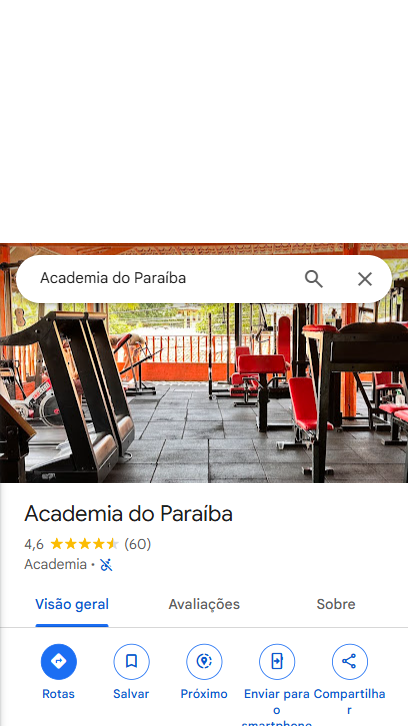 Academia do Paraíba
Academia do Paraíba
4,6 (60)
Academia ·
Visão geral Avaliações Sobre
Rotas Salvar Próximo Enviar para Compartilha
o r
smartphone